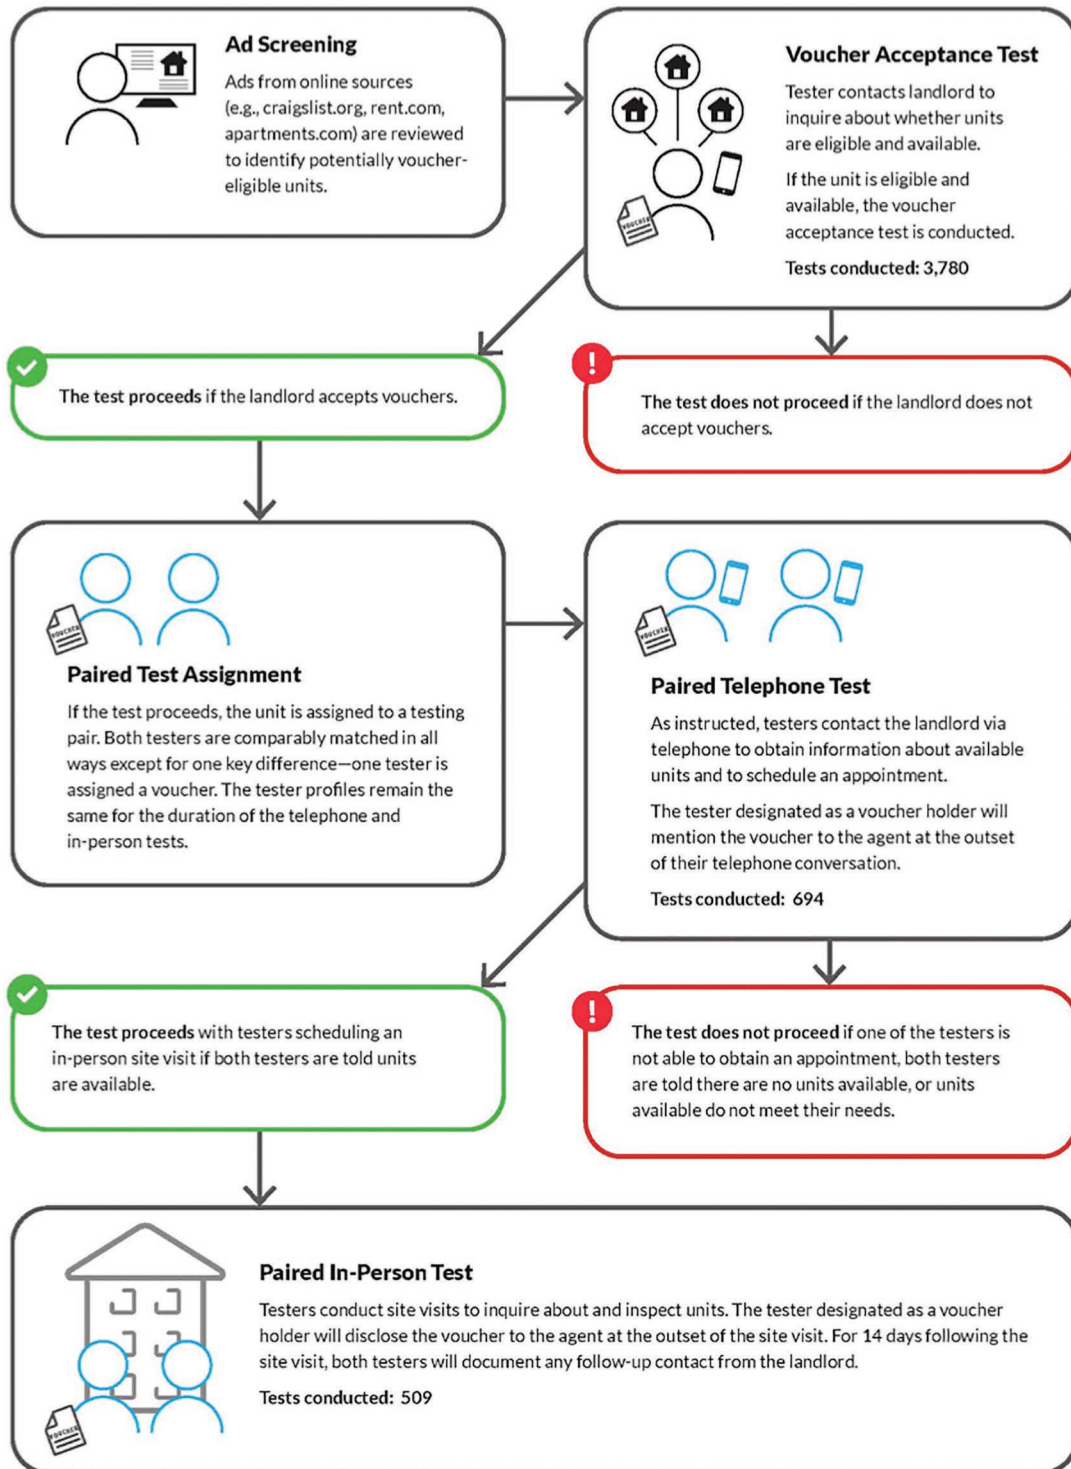 Ad Screening
Ads from online sources
(e.g., craigslist.org, rent.com,
apartments.com) are reviewed
to identify potentially voucher-
eligible units.
Voucher Acceptance Test
Tester contacts landlord to
inquire about whether units
are eligible and available.
If the unit is eligible and
available, the voucher
acceptance test is conducted.
Tests conducted: 3,780
VOUCHER
The test proceeds if the landlord accepts vouchers.
The test does not proceed if the landlord does not
accept vouchers.
VOUCHER
Paired Test Assignment
If the test proceeds, the unit is assigned to a testing
pair. Both testers are comparably matched in all
ways except for one key difference—one tester is
assigned a voucher. The tester profiles remain the
same for the duration of the telephone and
in-person tests.
VOUCHER
Paired Telephone Test
As instructed, testers contact the landlord via
telephone to obtain information about available
units and to schedule an appointment.
The tester designated as a voucher holder will
mention the voucher to the agent at the outset
of their telephone conversation.
Tests conducted: 694
The test proceeds with testers scheduling an
in-person site visit if both testers are told units
are available.
The test does not proceed if one of the testers is
not able to obtain an appointment, both testers
are told there are no units available, or units
available do not meet their needs.
Paired In-Person Test
Testers conduct site visits to inquire about and inspect units. The tester designated as a voucher
holder will disclose the voucher to the agent at the outset of the site visit. For 14 days following the
site visit, both testers will document any follow-up contact from the landlord.
Tests conducted: 509
VOUCHER